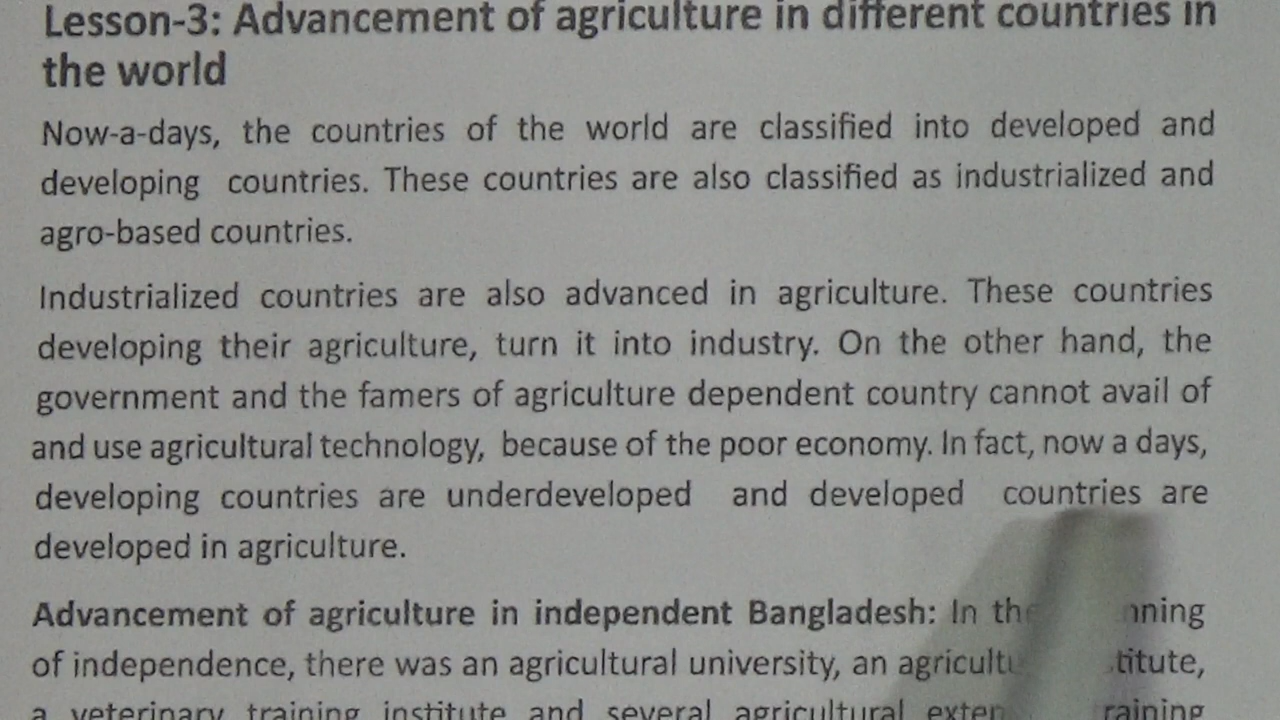 Lesson-3: Advancement of agriculture in different countries in
the world
Now-a-days, the countries of the world are classified into developed and
developing countries. These countries are also classified as industrialized and
agro-based countries.
Industrialized countries are also advanced in agriculture. These countries
developing their agriculture, turn it into industry. On the other hand, the
government and the famers of agriculture dependent country cannot avail of
and use agricultural technology, because of the poor economy. In fact, now a days,
developing countries are underdeveloped and developed countries are
developed in agriculture.
Advancement of agriculture in independent Bangladesh: In the
of independence, there was an agricultural university, an
a veterinary training institute and several agricultural